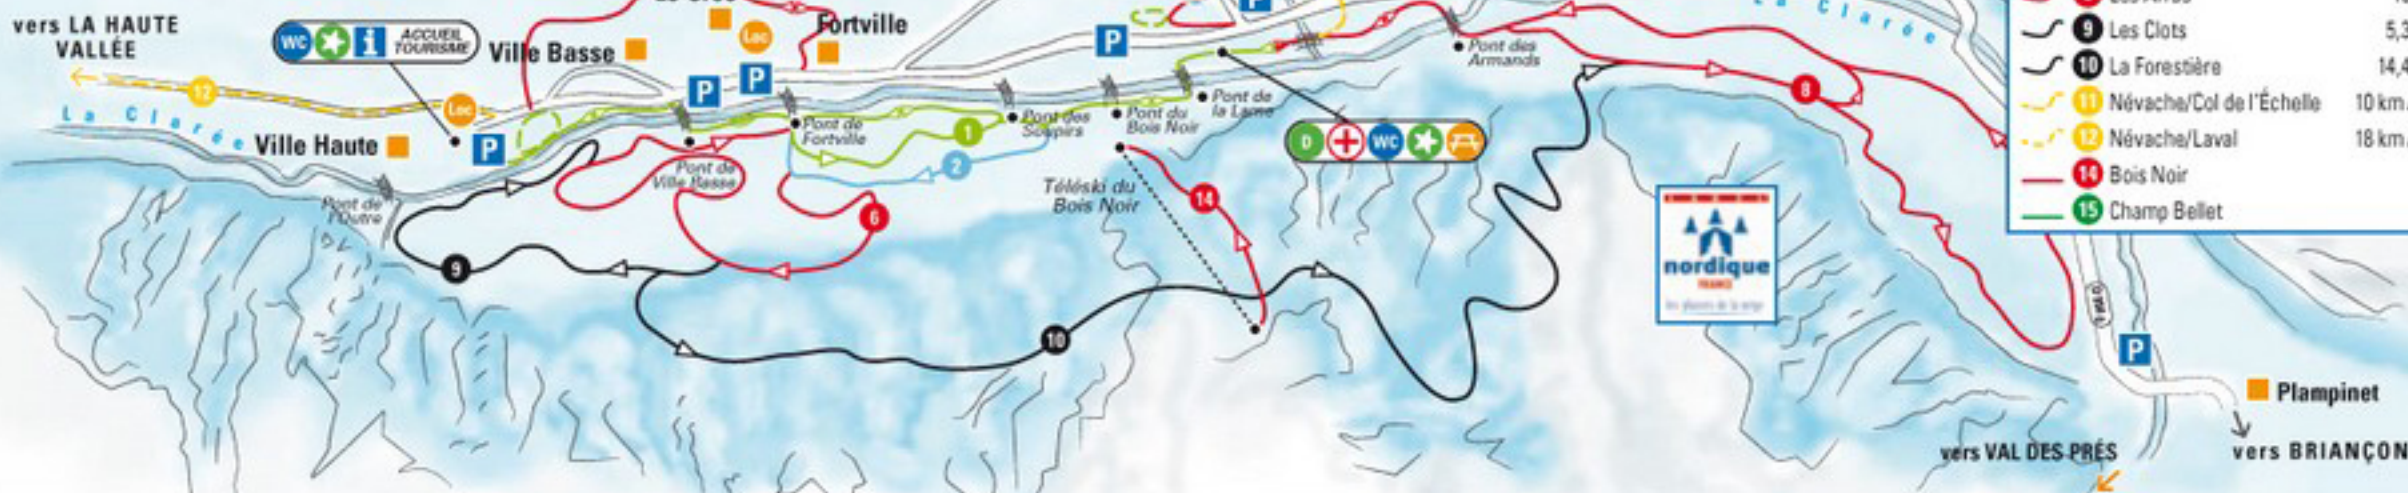 vers LA HAUTE
VALLÉE
WC
i
ACCUEIL
TOURISME
Ville Basse
Loc
Fortville
P
P
P
P
12
Loc
La Clarée
La Clarée
Ville Haute
P
Pont de
l'Outre
Pont de
Ville Basse
Pont de
Fortville
1
2
Pont des
Soupirs
Pont du
Bois Noir
Pont de
la Lame
Pont des
Armands
D
WC
Téléski du
Bois Noir
14
6
9
10
8
nordique
FRANCE
9 Les Clots 5,3
10 La Forestière 14,4
11 Névache/Col de l'Échelle 10 km
12 Névache/Laval 18 km
14 Bois Noir
15 Champ Bellet
P
Plampinet
vers VAL DES PRÉS
vers BRIANÇON